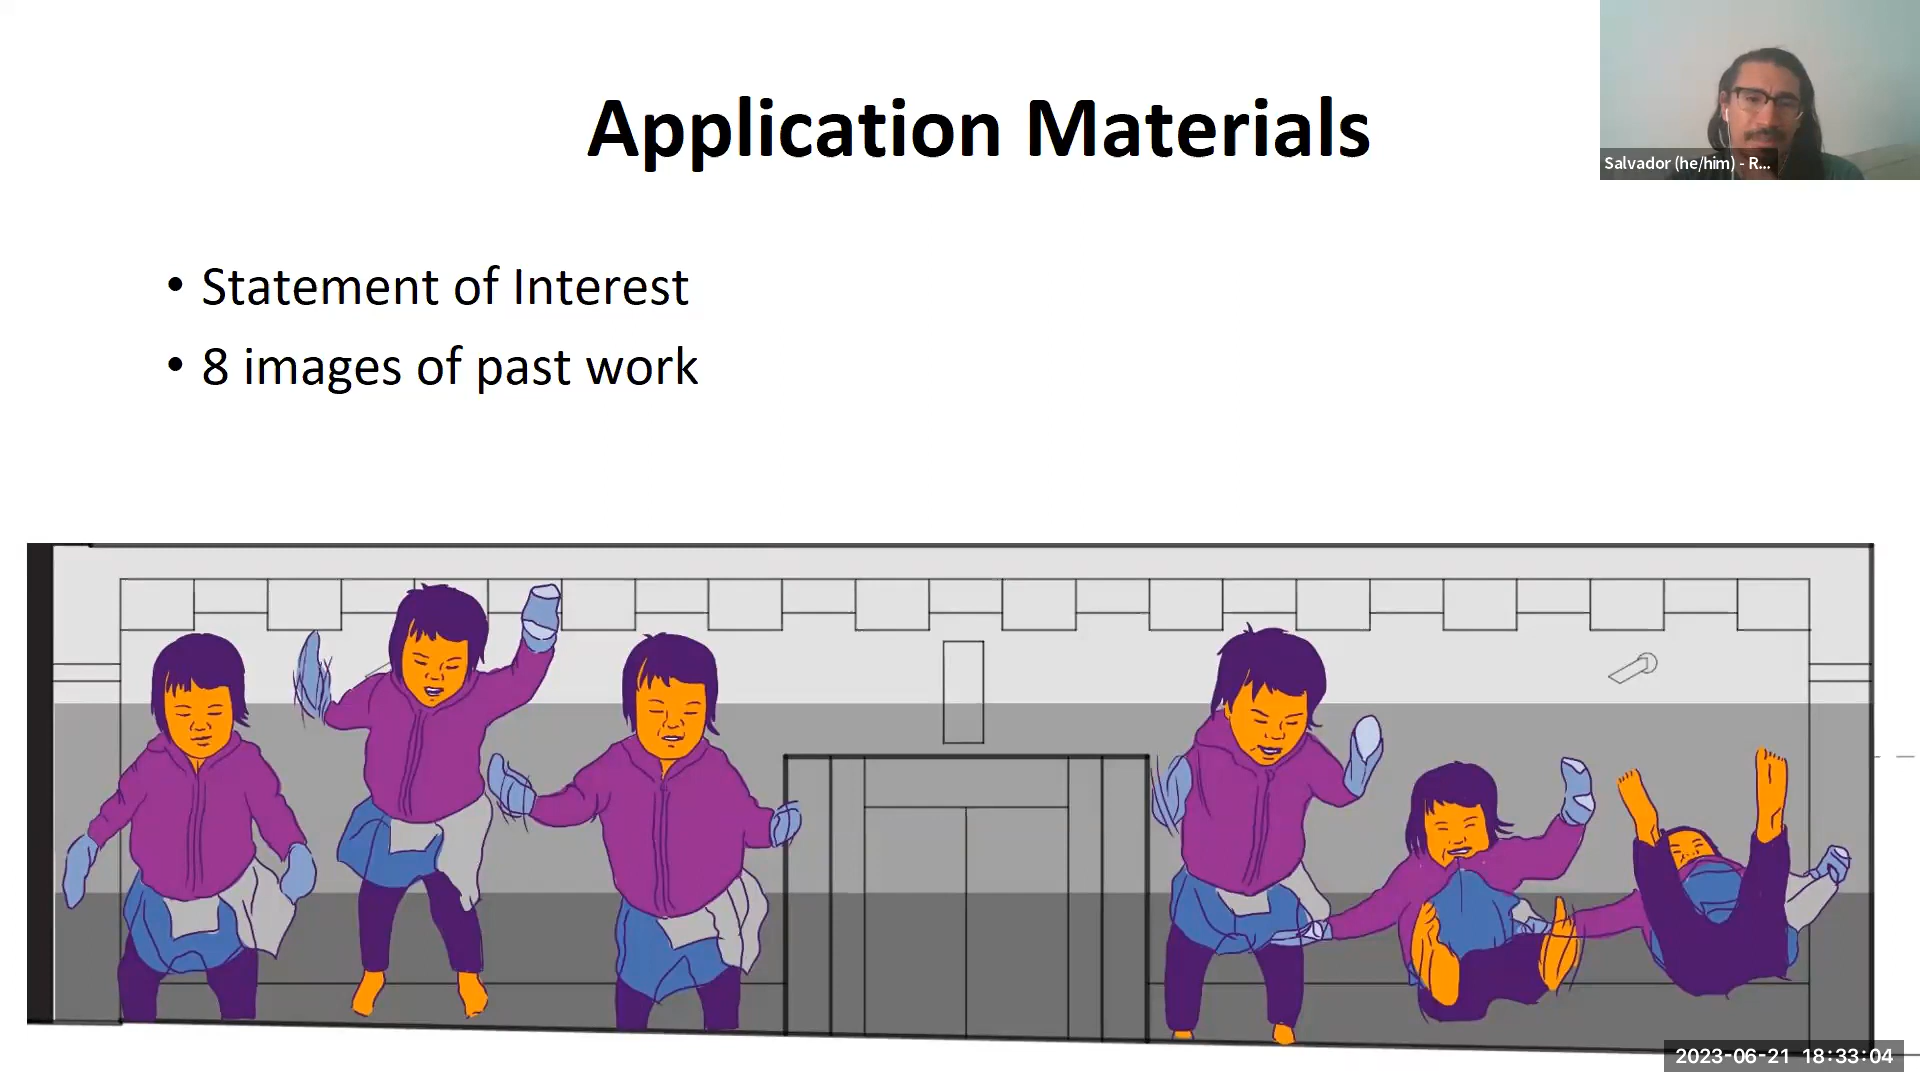 Application Materials
Salvador (he/him) - R...
• Statement of Interest
• 8 images of past work
2023-06-21 18:33:04